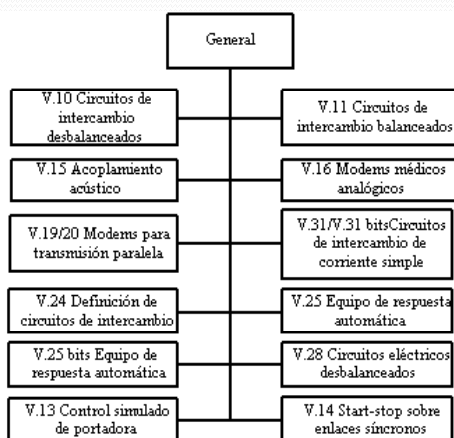 General
V.10 Circuitos de
intercambio
desbalanceados
V.11 Circuitos de
intercambio balanceados
V.15 Acoplamiento
acústico
V.16 Modems médicos
analógicos
V.19/20 Modems para
transmisión paralela
V.31/V.31 bitsCircuitos
de intercambio de
corriente simple
V.24 Definición de
circuitos de intercambio
V.25 Equipo de respuesta
automática
V.25 bits Equipo de
respuesta automática
V.28 Circuitos eléctricos
desbalanceados
V.13 Control simulado
de portadora
V.14 Start-stop sobre
enlaces síncronos